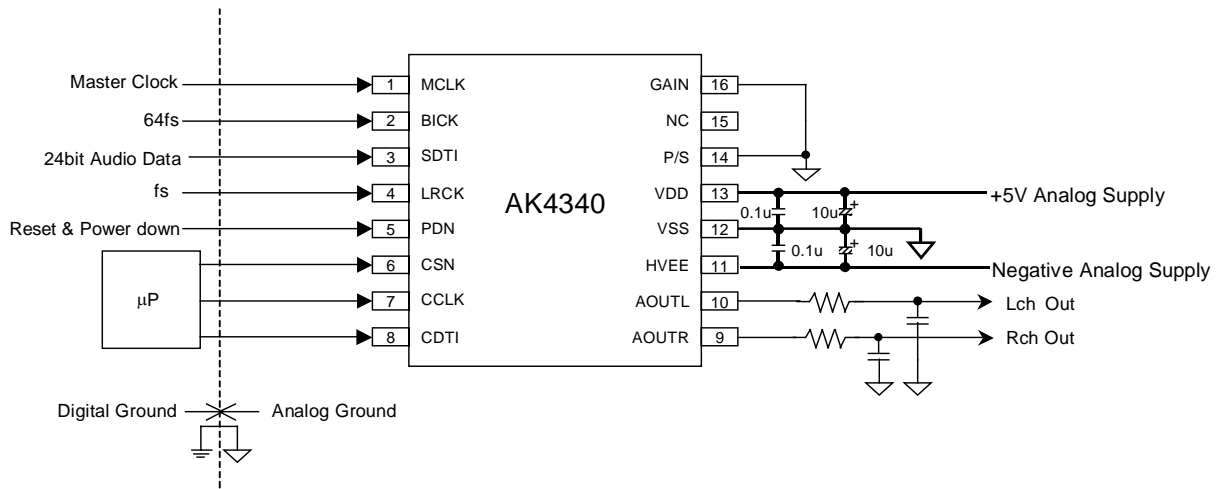 Master Clock
64fs
24bit Audio Data
fs
Reset & Power down
μP
1 MCLK
2 BICK
3 SDTI
4 LRCK
5 PDN
6 CSN
7 CCLK
8 CDTI
AK4340
GAIN 16
NC 15
P/S 14
VDD 13
VSS 12
HVEE 11
AOUTL 10
AOUTR 9
+5V Analog Supply
0.1u 10u +
0.1u 10u +
Negative Analog Supply
Lch Out
Rch Out
Digital Ground Analog Ground